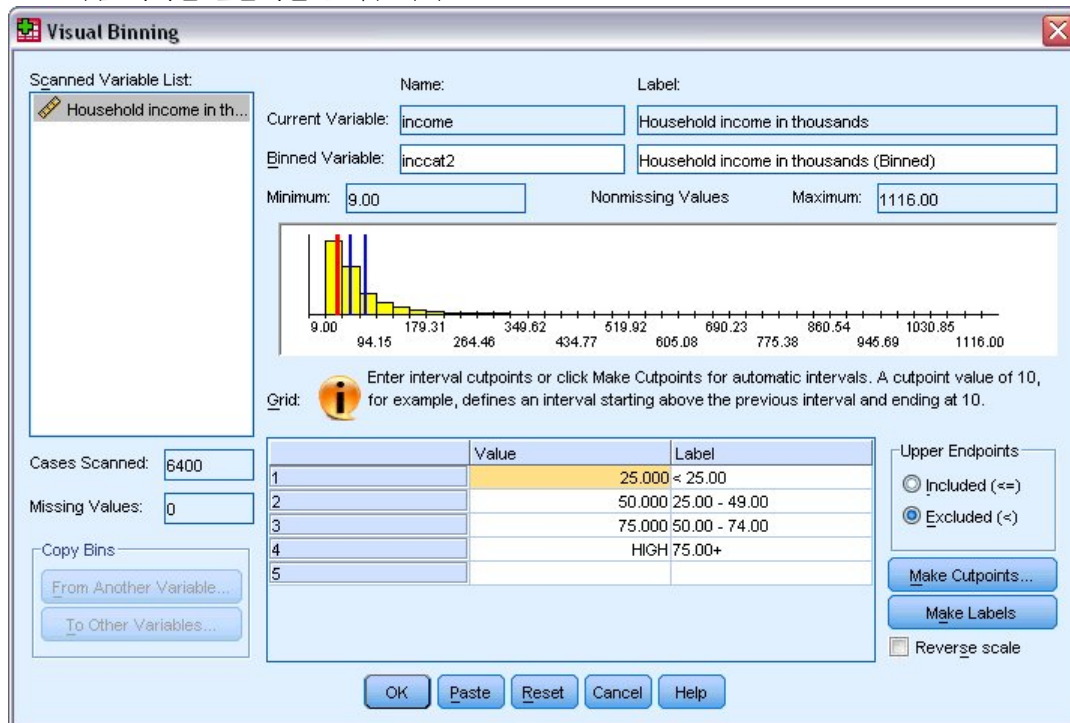 Visual Binning
Scanned Variable List:
Household income in th...
Name:
Label:
Current Variable:
income
Household income in thousands
Binned Variable:
inccat2
Household income in thousands (Binned)
Minimum:
9.00
Nonmissing Values
Maximum:
1116.00
9.00 179.31 349.62 519.92 690.23 860.54 1030.85
94.15 264.46 434.77 605.08 775.38 945.69 1116.00
Grid:
Enter interval cutpoints or click Make Cutpoints for automatic intervals. A cutpoint value of 10,
for example, defines an interval starting above the previous interval and ending at 10.
Cases Scanned:
6400
Missing Values:
0
Copy Bins
From Another Variable...
To Other Variables...
Value Label
1 25.000 < 25.00
2 50.000 25.00 - 49.00
3 75.000 50.00 - 74.00
4 HIGH 75.00+
5
Upper Endpoints
Included (<=)
Excluded (<)
Make Cutpoints...
Make Labels
Reverse scale
OK Paste Reset Cancel Help